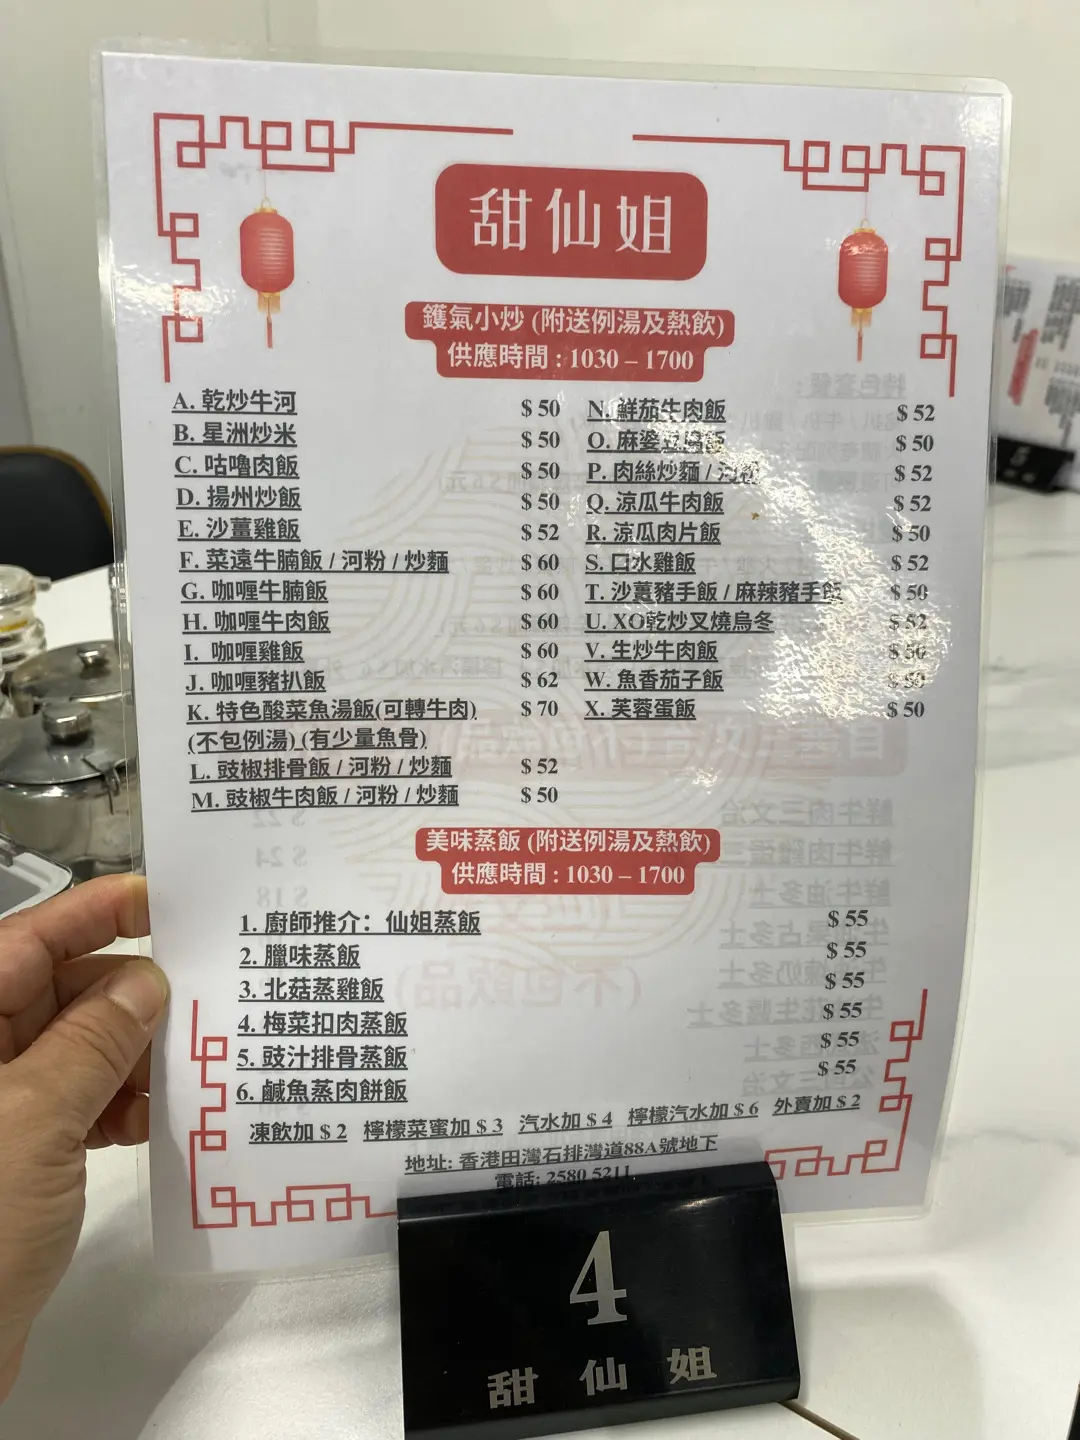 甜仙姐
鑊氣小炒 (附送例湯及熱飲)
供應時間 : 1030 – 1700
A. 乾炒牛河 $ 50
B. 星洲炒米 $ 50
C. 咕嚕肉飯 $ 50
D. 揚州炒飯 $ 50
E. 沙薑雞飯 $ 52
F. 菜遠牛腩飯 / 河粉 / 炒麵 $ 60
G. 咖喱牛腩飯 $ 60
H. 咖喱牛肉飯 $ 60
I. 咖喱雞飯 $ 60
J. 咖喱豬扒飯 $ 62
K. 特色酸菜魚湯飯(可轉牛肉) $ 70
(不包例湯) (有少量魚骨)
L. 豉椒排骨飯 / 河粉 / 炒麵 $ 52
M. 豉椒牛肉飯 / 河粉 / 炒麵 $ 50
N. 鮮茄牛肉飯 $ 52
O. 麻婆豆腐飯 $ 50
P. 肉絲炒麵 / 河粉 $ 52
Q. 涼瓜牛肉飯 $ 52
R. 涼瓜肉片飯 $ 50
S. 口水雞飯 $ 52
T. 沙薑豬手飯 / 麻辣豬手飯 $ 50
U. XO乾炒叉燒烏冬 $ 52
V. 生炒牛肉飯 $ 50
W. 魚香茄子飯 $ 50
X. 芙蓉蛋飯 $ 50
美味蒸飯 (附送例湯及熱飲)
供應時間 : 1030 – 1700
1. 廚師推介：仙姐蒸飯 $ 55
2. 臘味蒸飯 $ 55
3. 北菇蒸雞飯 $ 55
4. 梅菜扣肉蒸飯 $ 55
5. 豉汁排骨蒸飯 $ 55
6. 鹹魚蒸肉餅飯 $ 55
凍飲加 $ 2 檸檬菜蜜加 $ 3 汽水加 $ 4 檸檬汽水加 $ 6 外賣加 $ 2
地址: 香港田灣石排灣道88A號地下
電話: 2580 5211
4
甜 仙 姐